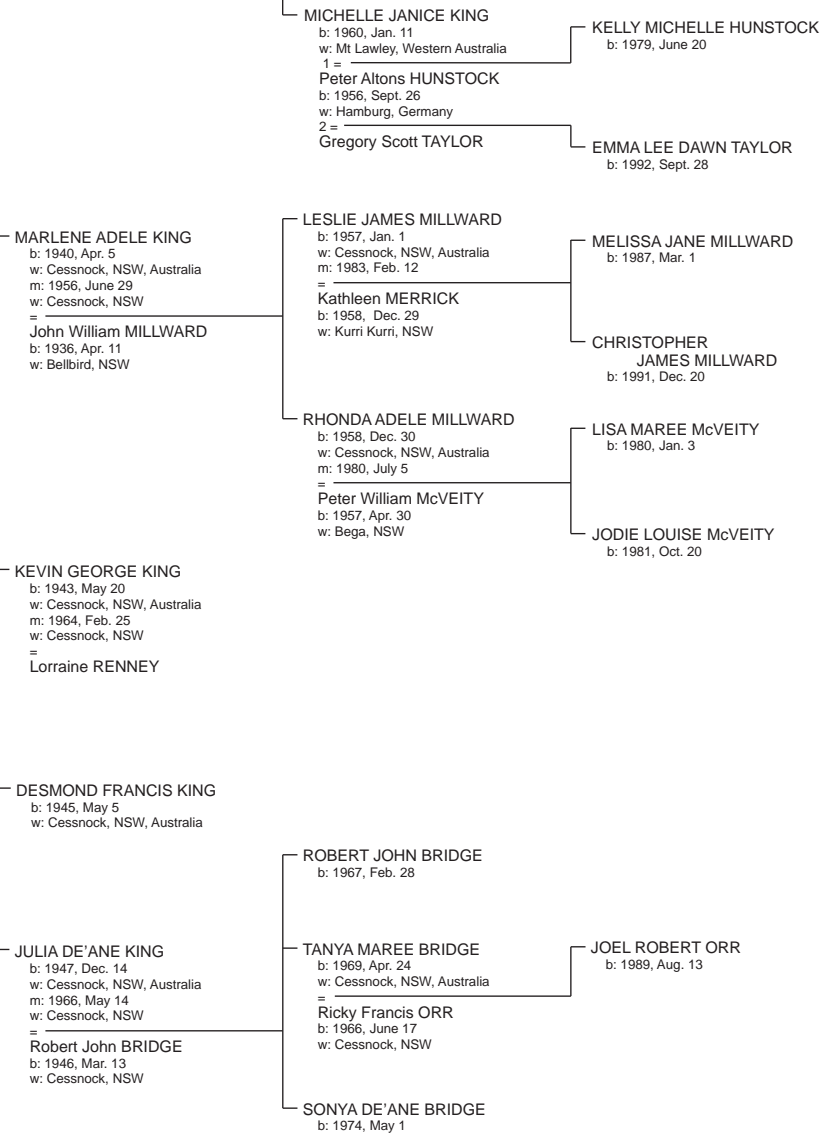 MICHELLE JANICE KING
b: 1960, Jan. 11
w: Mt Lawley, Western Australia
1 =
Peter Altons HUNSTOCK
b: 1956, Sept. 26
w: Hamburg, Germany
2 =
Gregory Scott TAYLOR
KELLY MICHELLE HUNSTOCK
b: 1979, June 20
EMMA LEE DAWN TAYLOR
b: 1992, Sept. 28
MARLENE ADELE KING
b: 1940, Apr. 5
w: Cessnock, NSW, Australia
m: 1956, June 29
w: Cessnock, NSW
=
John William MILLWARD
b: 1936, Apr. 11
w: Bellbird, NSW
LESLIE JAMES MILLWARD
b: 1957, Jan. 1
w: Cessnock, NSW, Australia
m: 1983, Feb. 12
=
Kathleen MERRICK
b: 1958, Dec. 29
w: Kurri Kurri, NSW
MELISSA JANE MILLWARD
b: 1987, Mar. 1
CHRISTOPHER
JAMES MILLWARD
b: 1991, Dec. 20
RHONDA ADELE MILLWARD
b: 1958, Dec. 30
w: Cessnock, NSW, Australia
m: 1980, July 5
=
Peter William McVEITY
b: 1957, Apr. 30
w: Bega, NSW
LISA MAREE McVEITY
b: 1980, Jan. 3
JODIE LOUISE McVEITY
b: 1981, Oct. 20
KEVIN GEORGE KING
b: 1943, May 20
w: Cessnock, NSW, Australia
m: 1964, Feb. 25
w: Cessnock, NSW
=
Lorraine RENNEY
DESMOND FRANCIS KING
b: 1945, May 5
w: Cessnock, NSW, Australia
JULIA DE'ANE KING
b: 1947, Dec. 14
w: Cessnock, NSW, Australia
m: 1966, May 14
w: Cessnock, NSW
=
Robert John BRIDGE
b: 1946, Mar. 13
w: Cessnock, NSW
ROBERT JOHN BRIDGE
b: 1967, Feb. 28
TANYA MAREE BRIDGE
b: 1969, Apr. 24
w: Cessnock, NSW, Australia
=
Ricky Francis ORR
b: 1966, June 17
w: Cessnock, NSW
JOEL ROBERT ORR
b: 1989, Aug. 13
SONYA DE'ANE BRIDGE
b: 1974, May 1